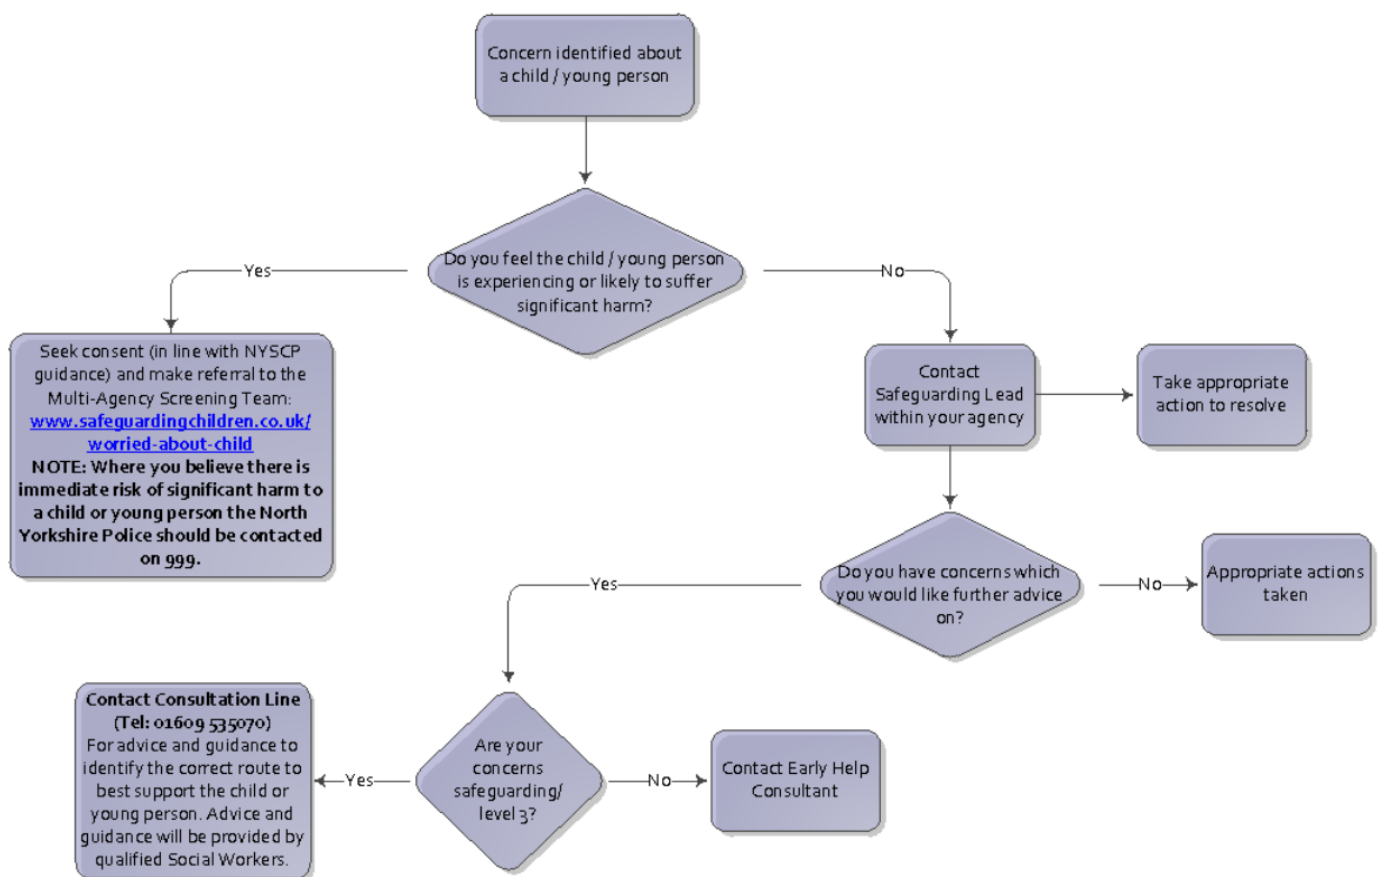 Concern identified about
a child / young person
Do you feel the child / young person
is experiencing or likely to suffer
significant harm?
Yes
No
Seek consent (in line with NYSCP
guidance) and make referral to the
Multi-Agency Screening Team:
www.safeguardingchildren.co.uk/
worried-about-child
NOTE: Where you believe there is
immediate risk of significant harm to
a child or young person the North
Yorkshire Police should be contacted
on 999.
Contact
Safeguarding Lead
within your agency
Take appropriate
action to resolve
Do you have concerns which
you would like further advice
on?
Yes
No
Appropriate actions
taken
Are your
concerns
safeguarding/
level 3?
Yes
No
Contact Consultation Line
(Tel: 01609 535070)
For advice and guidance to
identify the correct route to
best support the child or
young person. Advice and
guidance will be provided by
qualified Social Workers.
Contact Early Help
Consultant